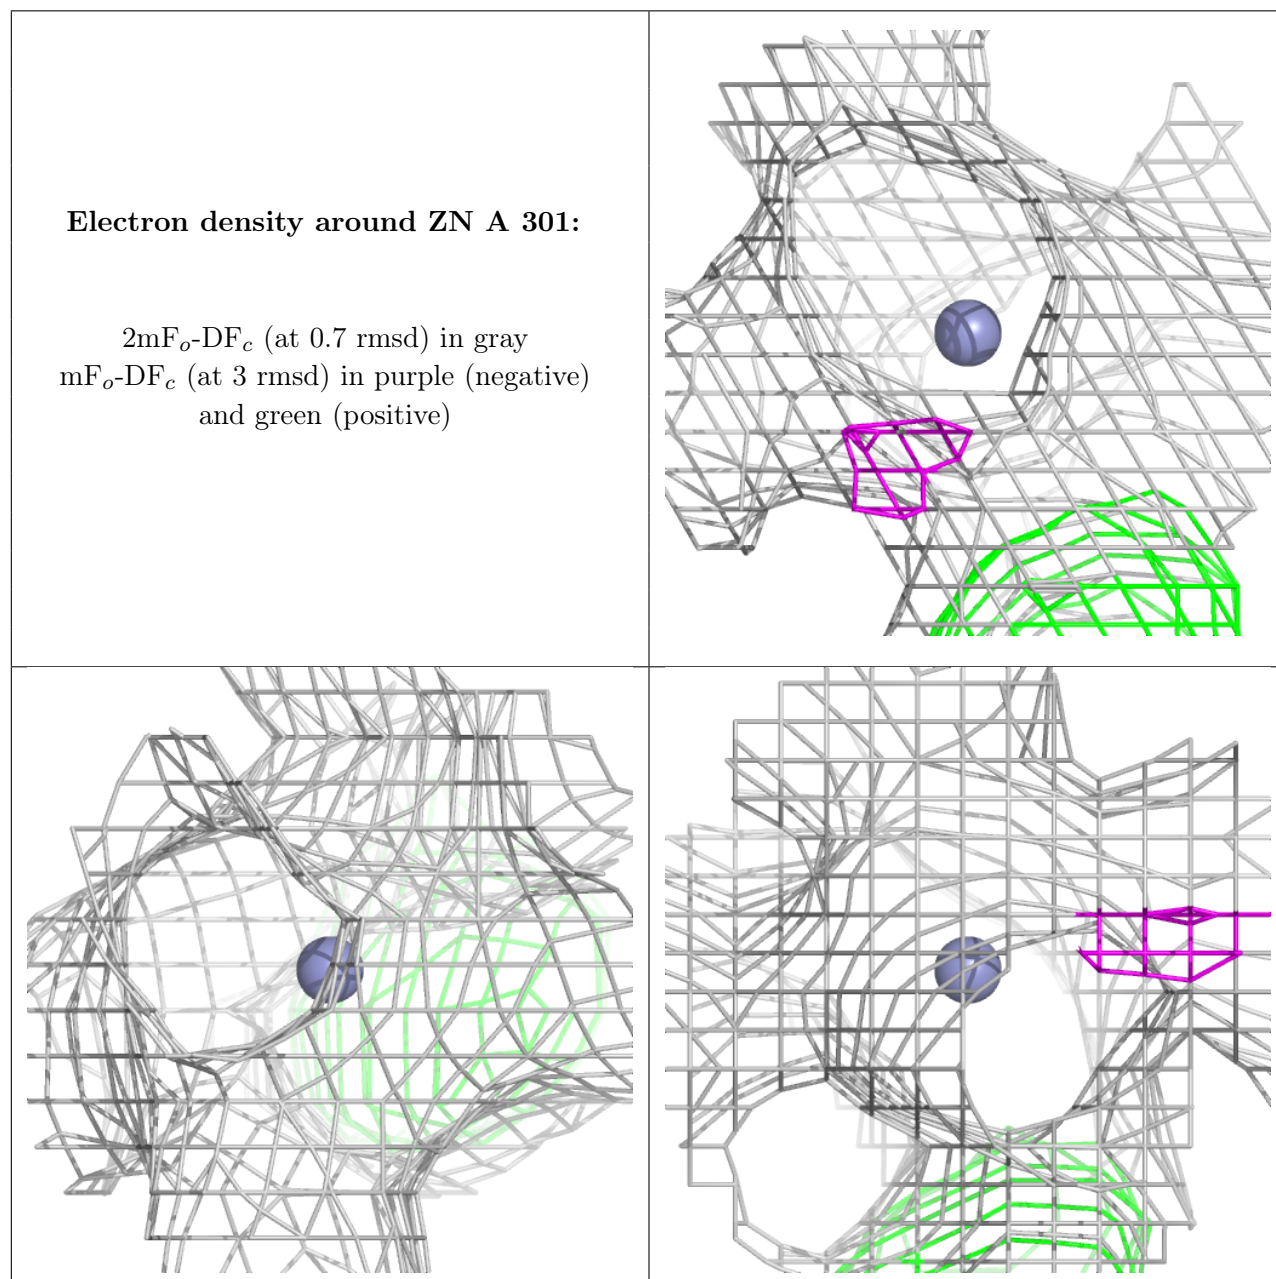 Electron density around ZN A 301:
2mFo-DFc (at 0.7 rmsd) in gray
mFo-DFc (at 3 rmsd) in purple (negative)
and green (positive)